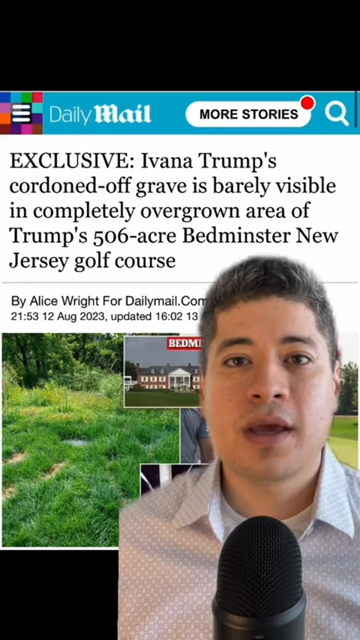 Daily Mail
MORE STORIES
EXCLUSIVE: Ivana Trump's
cordoned-off grave is barely visible
in completely overgrown area of
Trump's 506-acre Bedminster New
Jersey golf course
By Alice Wright For Dailymail.Com
21:53 12 Aug 2023, updated 16:02 13